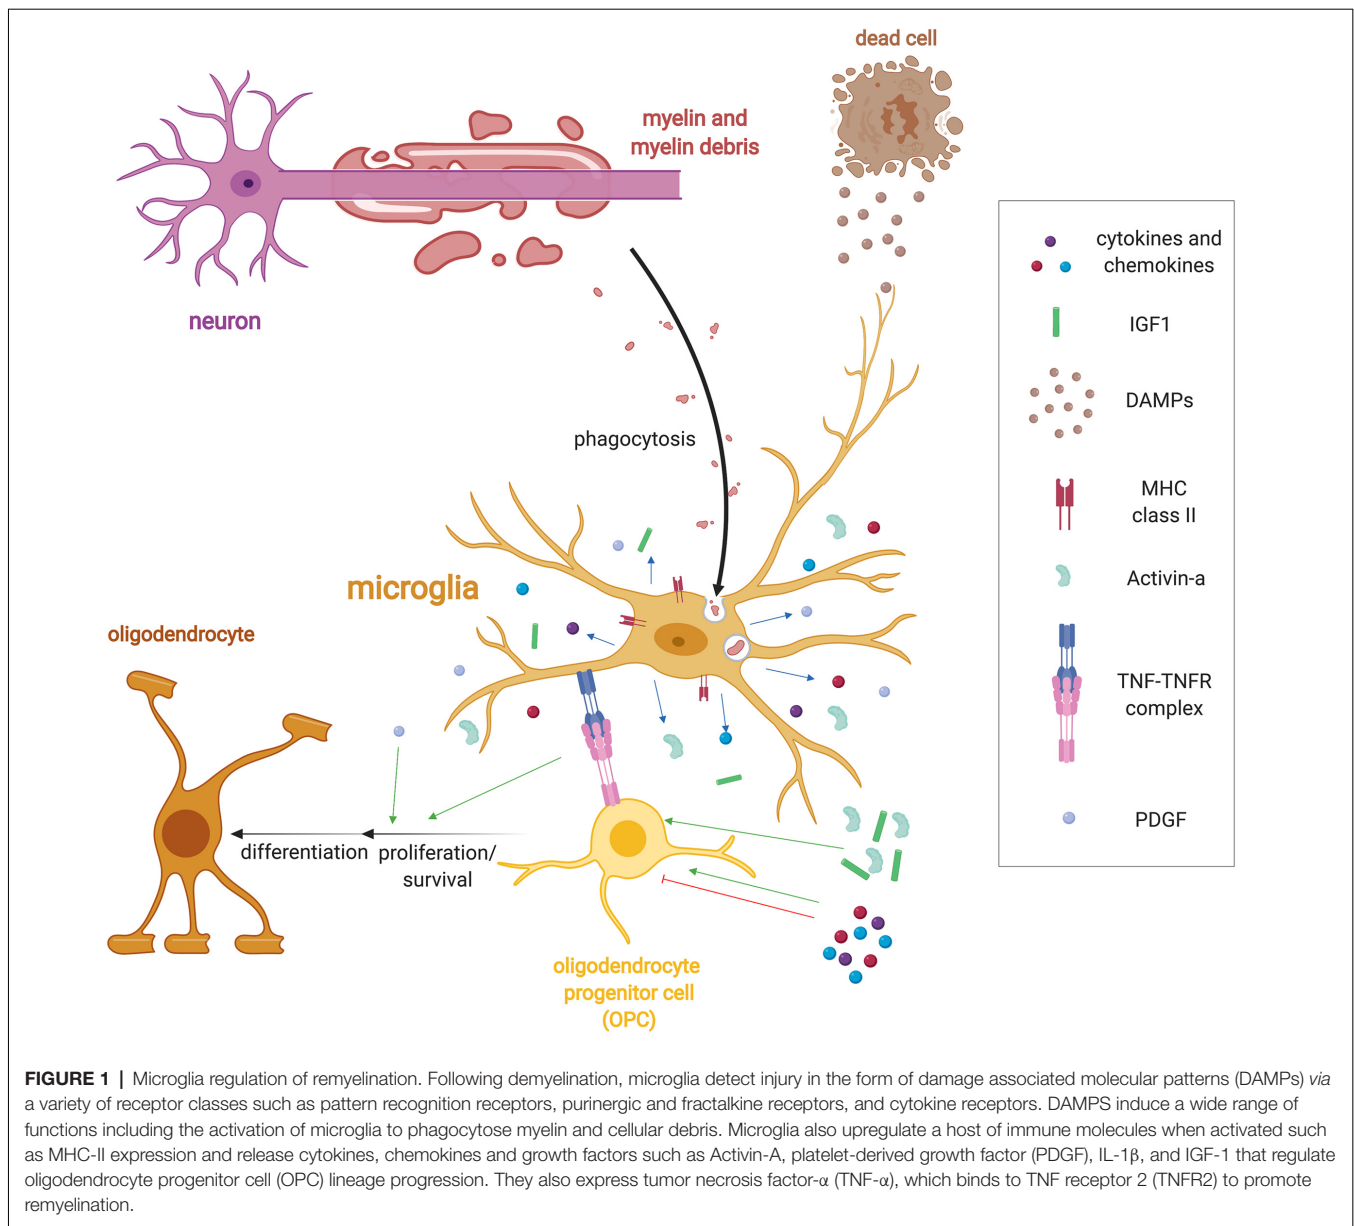 dead cell
myelin and
myelin debris
neuron
cytokines and
chemokines
IGF1
DAMPs
MHC
class II
Activin-a
TNF-TNFR
complex
PDGF
phagocytosis
microglia
oligodendrocyte
differentiation
proliferation/
survival
oligodendrocyte
progenitor cell
(OPC)
FIGURE 1 | Microglia regulation of remyelination. Following demyelination, microglia detect injury in the form of damage associated molecular patterns (DAMPs) via
a variety of receptor classes such as pattern recognition receptors, purinergic and fractalkine receptors, and cytokine receptors. DAMPS induce a wide range of
functions including the activation of microglia to phagocytose myelin and cellular debris. Microglia also upregulate a host of immune molecules when activated such
as MHC-II expression and release cytokines, chemokines and growth factors such as Activin-A, platelet-derived growth factor (PDGF), IL-1β, and IGF-1 that regulate
oligodendrocyte progenitor cell (OPC) lineage progression. They also express tumor necrosis factor-α (TNF-α), which binds to TNF receptor 2 (TNFR2) to promote
remyelination.